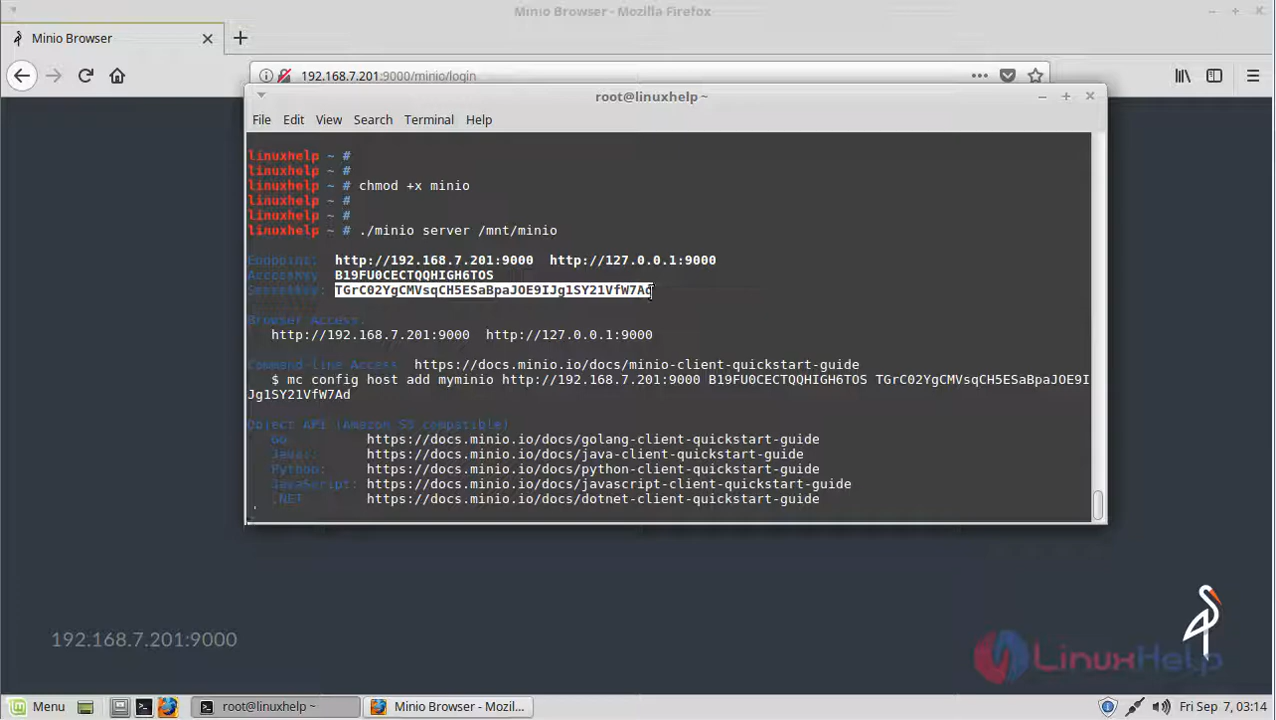 Minio Browser - Mozilla Firefox
Minio Browser
192.168.7.201:9000/minio/login
root@linuxhelp ~
File Edit View Search Terminal Help
linuxhelp ~ #
linuxhelp ~ #
linuxhelp ~ # chmod +x minio
linuxhelp ~ #
linuxhelp ~ #
linuxhelp ~ # ./minio server /mnt/minio
Endpoint: http://192.168.7.201:9000 http://127.0.0.1:9000
AccessKey: B19FU0CECTQQHIGH6TOS
SecretKey: TGrC02YgCMVsqCH5ESaBpaJOE9IJg1SY21VfW7Ad
Browser Access:
http://192.168.7.201:9000 http://127.0.0.1:9000
Command-line Access https://docs.minio.io/docs/minio-client-quickstart-guide
$ mc config host add myminio http://192.168.7.201:9000 B19FU0CECTQQHIGH6TOS TGrC02YgCMVsqCH5ESaBpaJOE9I
Jg1SY21VfW7Ad
Object API (Amazon S3 compatible)
Go https://docs.minio.io/docs/golang-client-quickstart-guide
Java: https://docs.minio.io/docs/java-client-quickstart-guide
Python: https://docs.minio.io/docs/python-client-quickstart-guide
JavaScript: https://docs.minio.io/docs/javascript-client-quickstart-guide
.NET https://docs.minio.io/docs/dotnet-client-quickstart-guide
192.168.7.201:9000
LinuxHelp
Menu root@linuxhelp ~ Minio Browser - Mozil... Fri Sep 7, 03:14